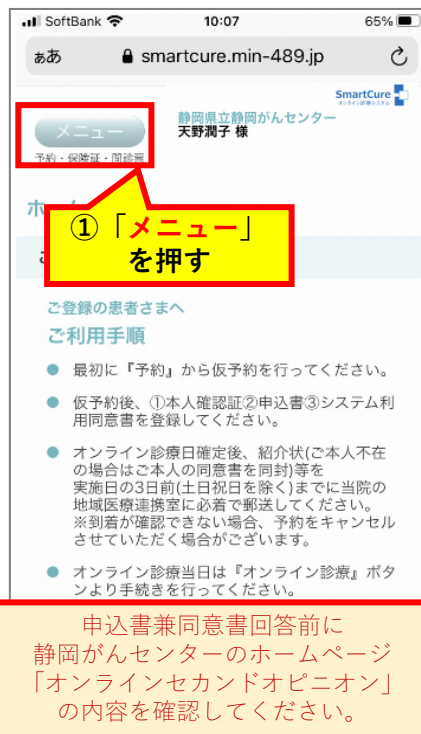 SoftBank 10:07 65%
ぁあ smartcure.min-489.jp
SmartCure
オンライン診療システム
メニュー
静岡県立静岡がんセンター
天野潤子 様
予約・保険証・問診票
①「メニュー」
を押す
ご登録の患者さまへ
ご利用手順
● 最初に『予約』から仮予約を行ってください。
● 仮予約後、①本人確認証②申込書③システム利
用同意書を登録してください。
● オンライン診療日確定後、紹介状(ご本人不在
の場合はご本人の同意書を同封)等を
実施日の3日前(土日祝日を除く)までに当院の
地域医療連携室に必着で郵送してください。
※到着が確認できない場合、予約をキャンセル
させていただく場合がございます。
● オンライン診療当日は『オンライン診療』ボタ
ンより手続きを行ってください。
申込書兼同意書回答前に
静岡がんセンターのホームページ
「オンラインセカンドオピニオン」
の内容を確認してください。